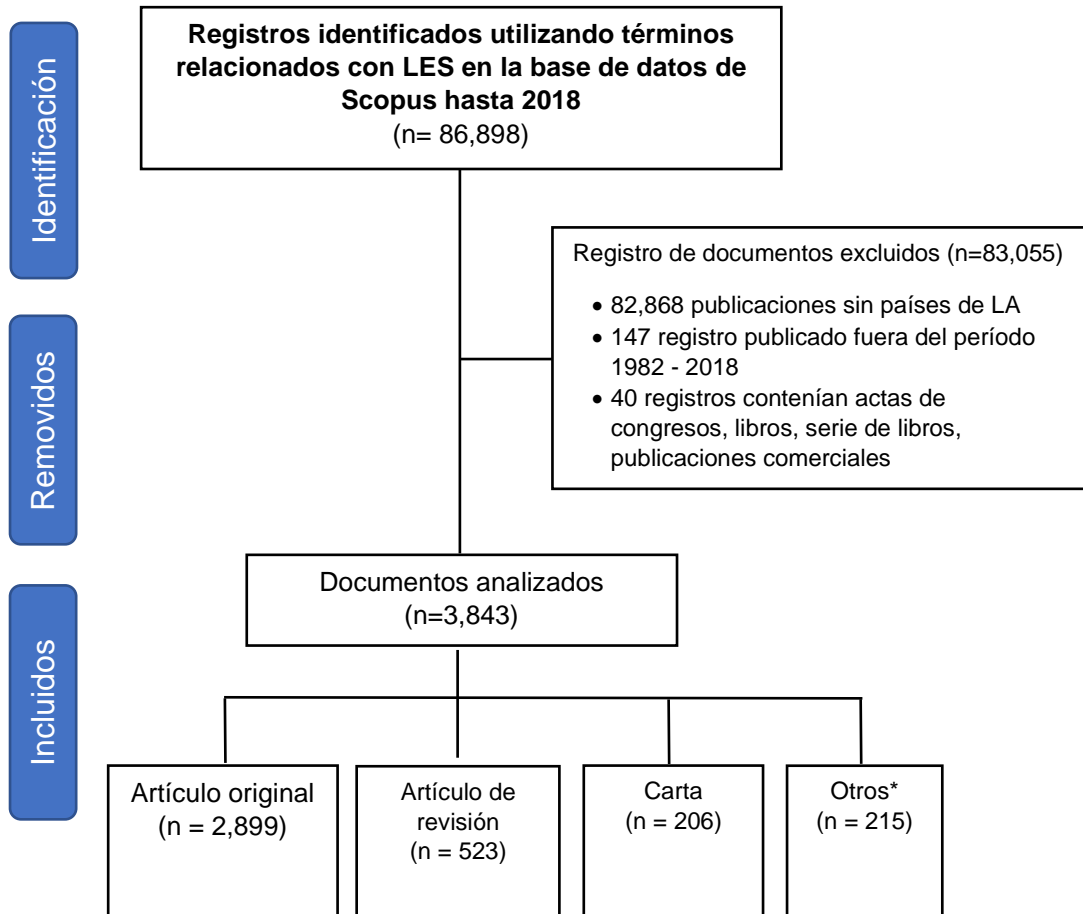 Identificación
Registros identificados utilizando términos
relacionados con LES en la base de datos de
Scopus hasta 2018
(n= 86,898)
Registro de documentos excluidos (n=83,055)
• 82,868 publicaciones sin países de LA
• 147 registro publicado fuera del período
1982 - 2018
• 40 registros contenían actas de
congresos, libros, serie de libros,
publicaciones comerciales
Removidos
Documentos analizados
(n=3,843)
Incluidos
Artículo original
(n = 2,899)
Artículo de
revisión
(n = 523)
Carta
(n = 206)
Otros*
(n = 215)